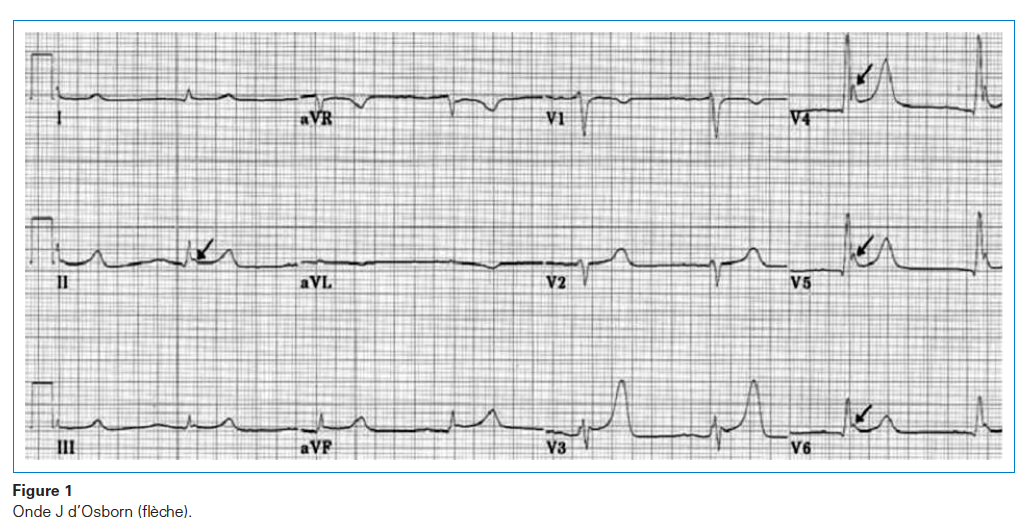 I aVR V1 V4
II aVL V2 V5
III aVF V3 V6
Figure 1
Onde J d'Osborn (flèche).